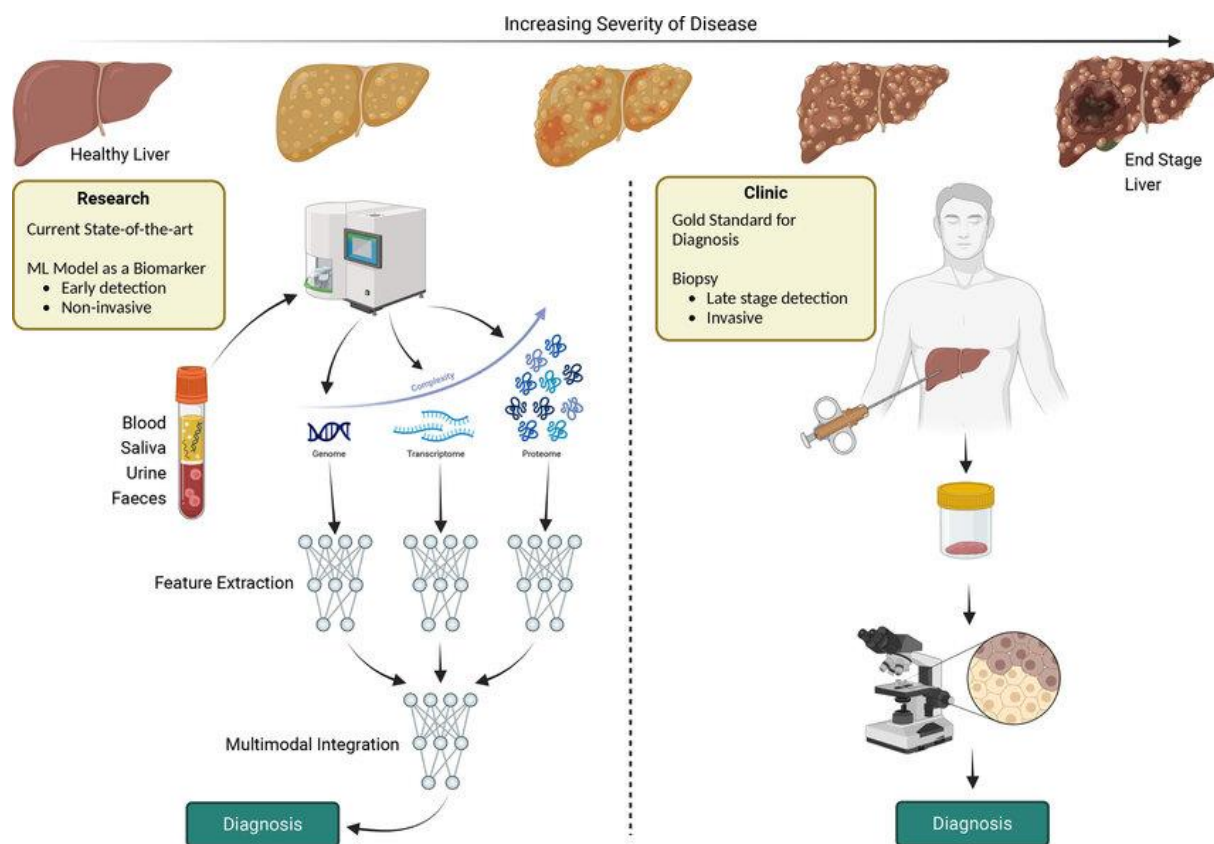 Increasing Severity of Disease
Healthy Liver
End Stage
Liver
Research
Current State-of-the-art
ML Model as a Biomarker
• Early detection
• Non-invasive
Blood
Saliva
Urine
Faeces
Complexity
Genome
Transcriptome
Proteome
Feature Extraction
Multimodal Integration
Diagnosis
Clinic
Gold Standard for
Diagnosis
Biopsy
• Late stage detection
• Invasive
Diagnosis